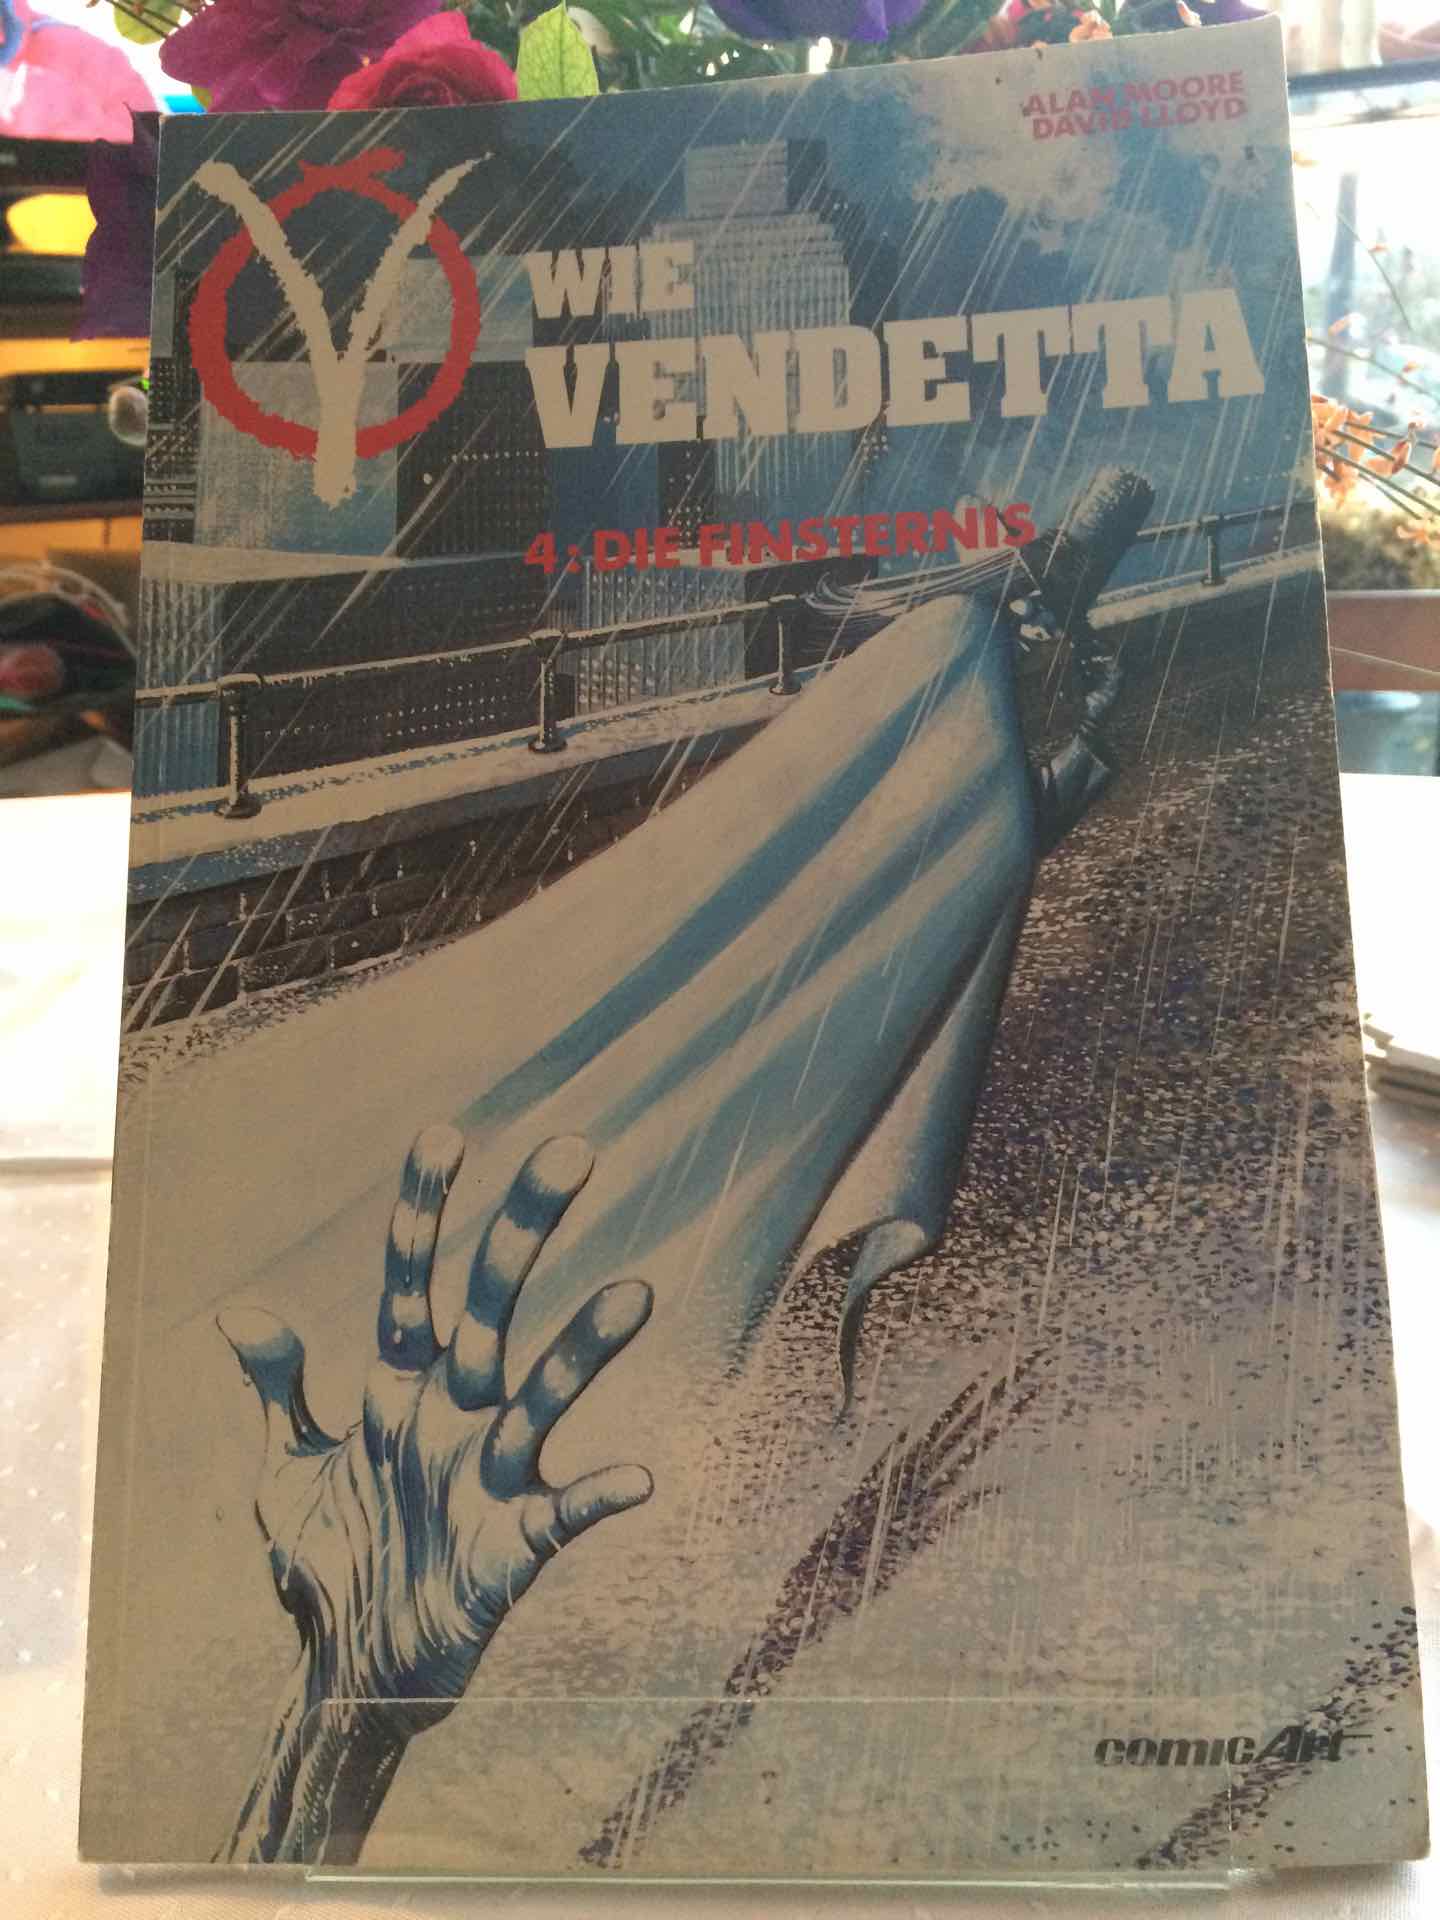 ALAN MOORE
DAVID LLOYD
V
WIE
VENDETTA
4: DIE FINSTERNIS
comicArt